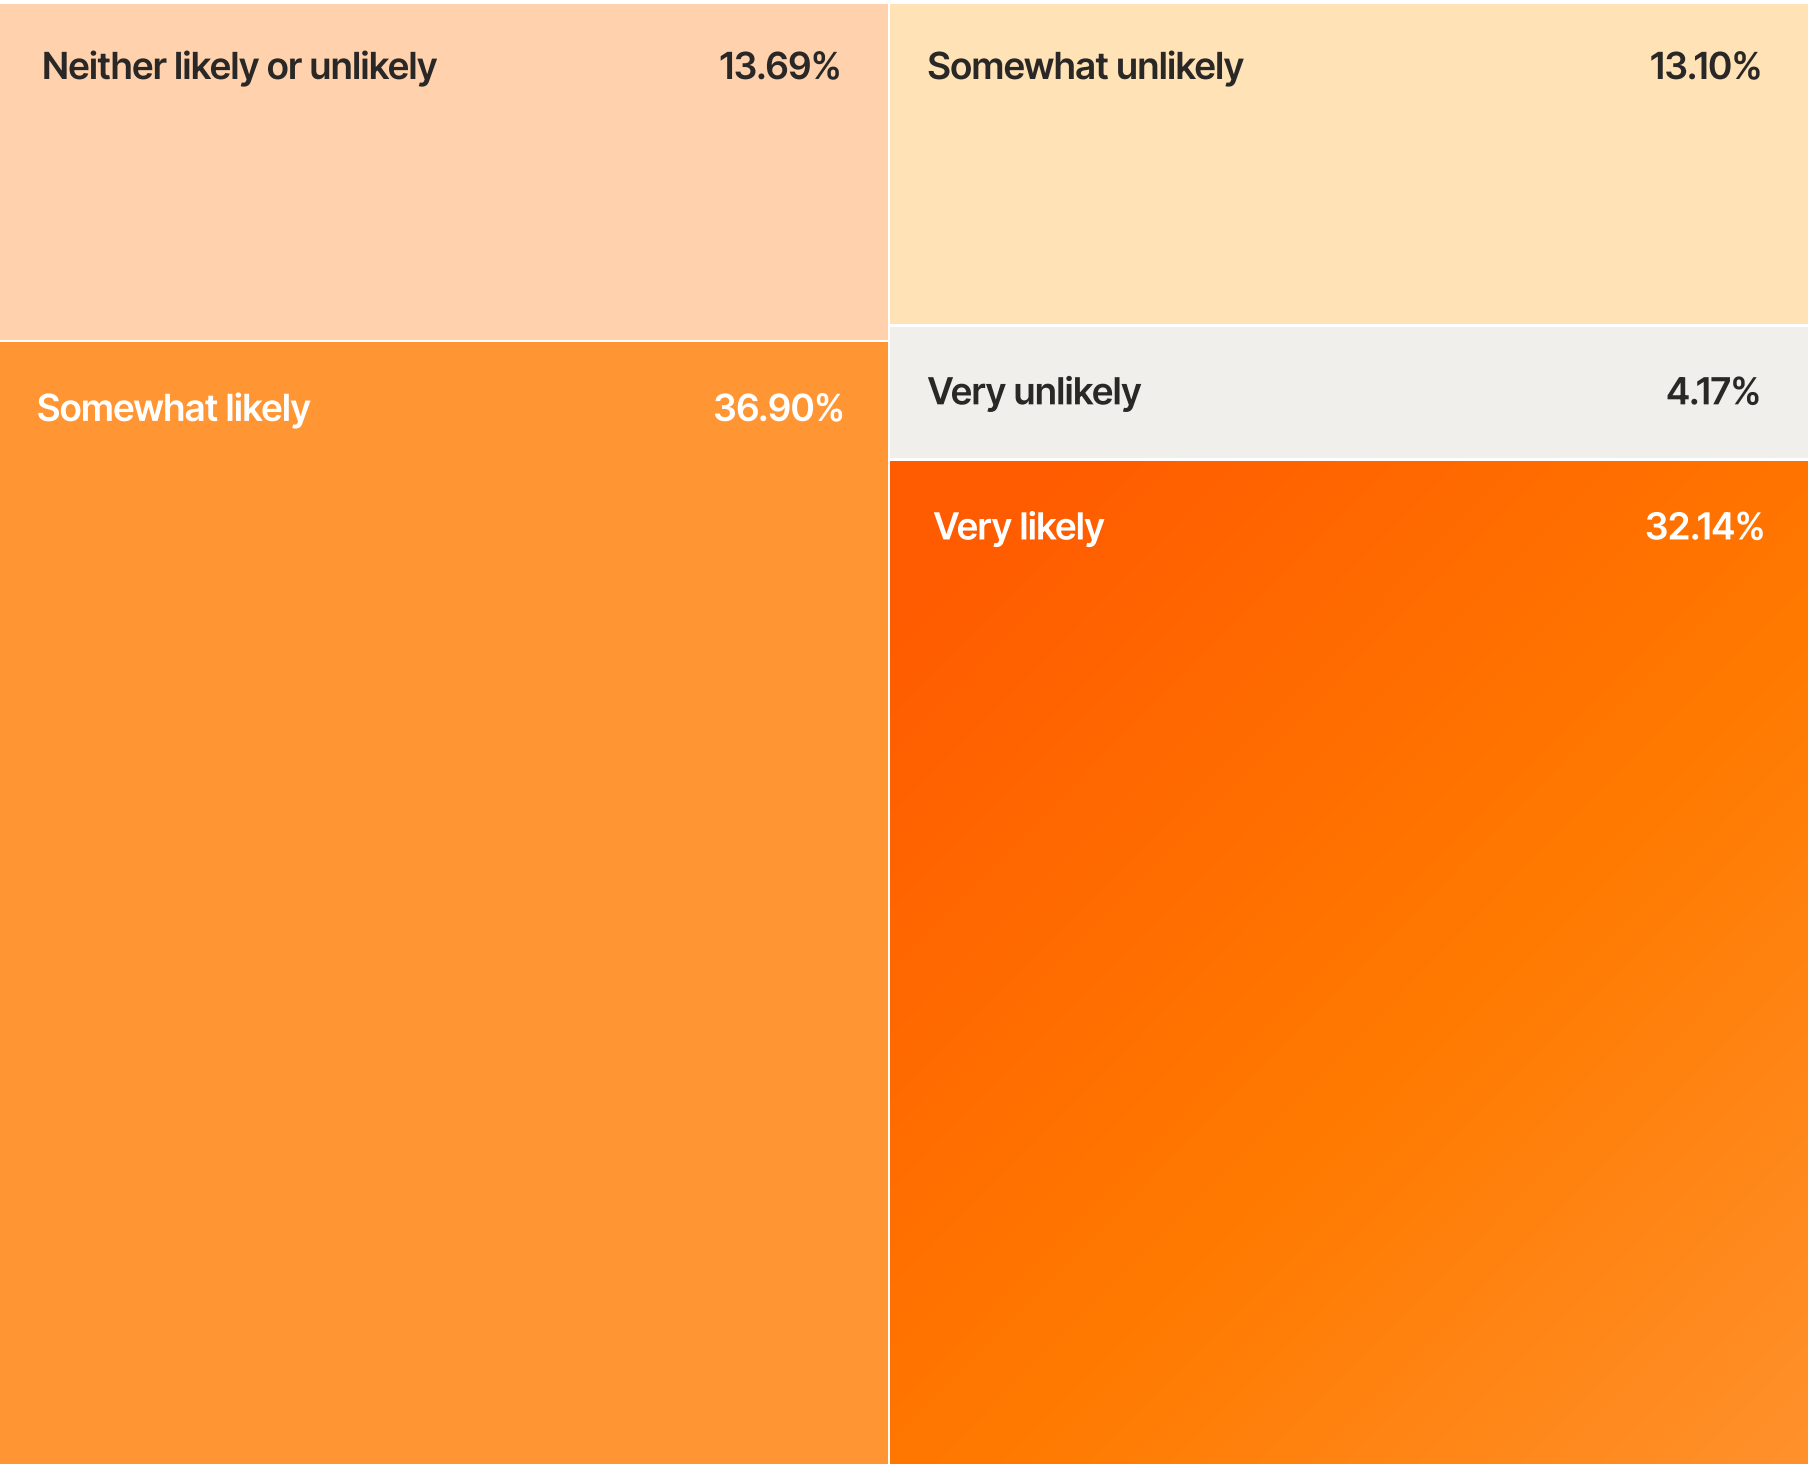 Neither likely or unlikely 13.69%
Somewhat likely 36.90%
Somewhat unlikely 13.10%
Very unlikely 4.17%
Very likely 32.14%